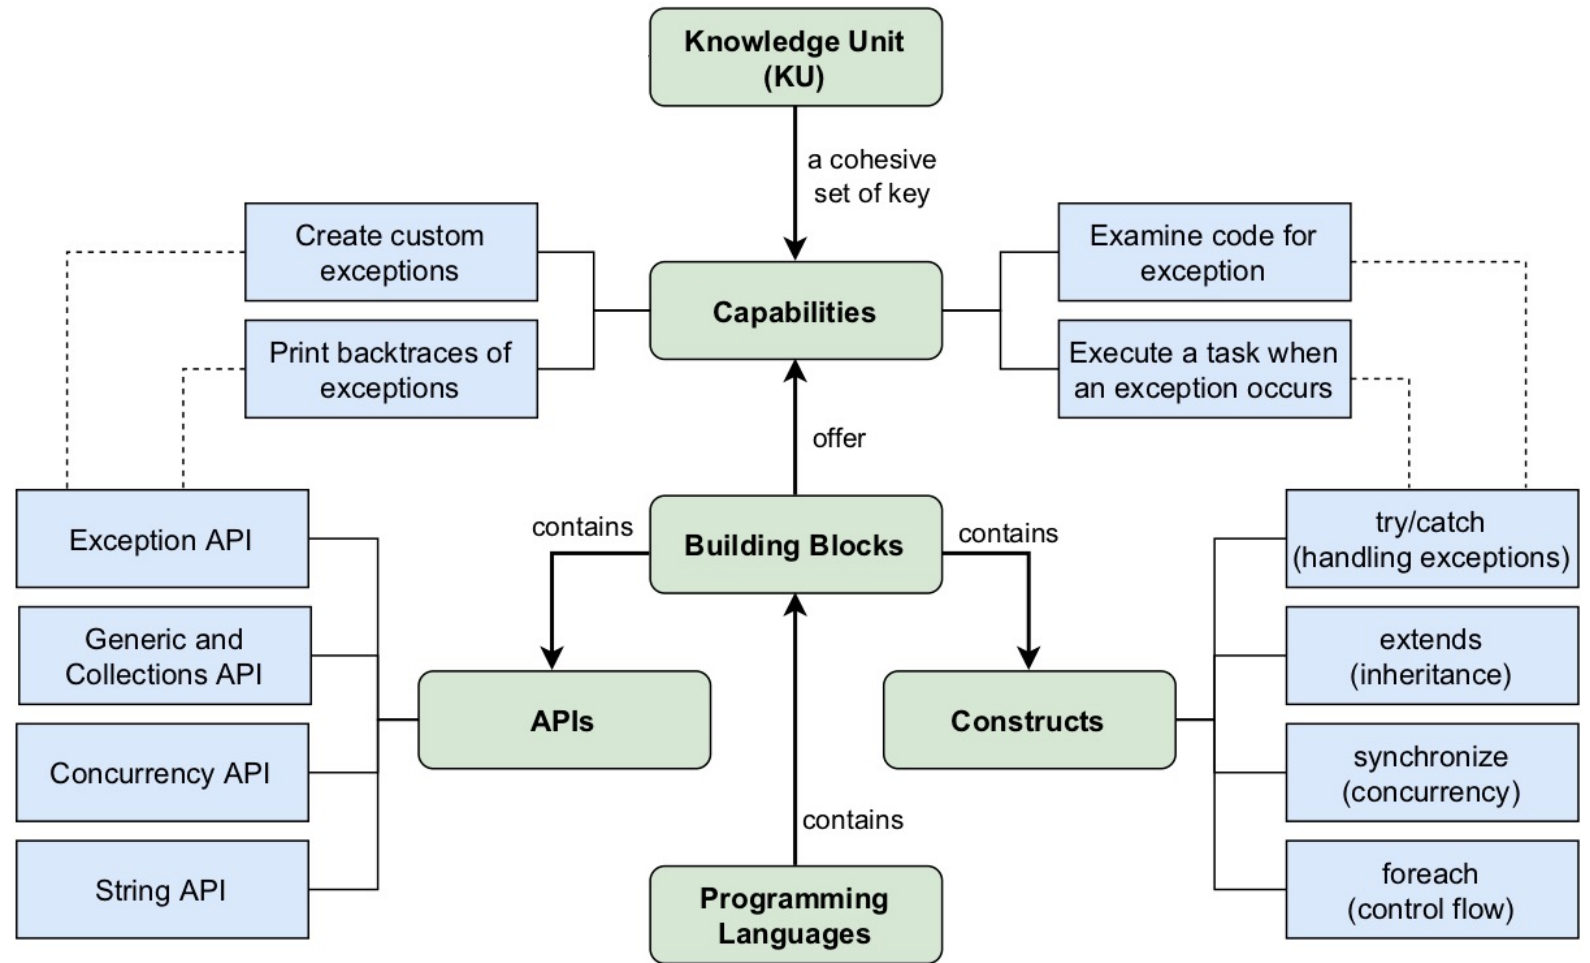 Knowledge Unit
(KU)
a cohesive
set of key
Create custom
exceptions
Examine code for
exception
Capabilities
Print backtraces of
exceptions
Execute a task when
an exception occurs
offer
Exception API
contains
Building Blocks
contains
try/catch
(handling exceptions)
Generic and
Collections API
extends
(inheritance)
APIs
Constructs
Concurrency API
synchronize
(concurrency)
contains
String API
Programming
Languages
foreach
(control flow)